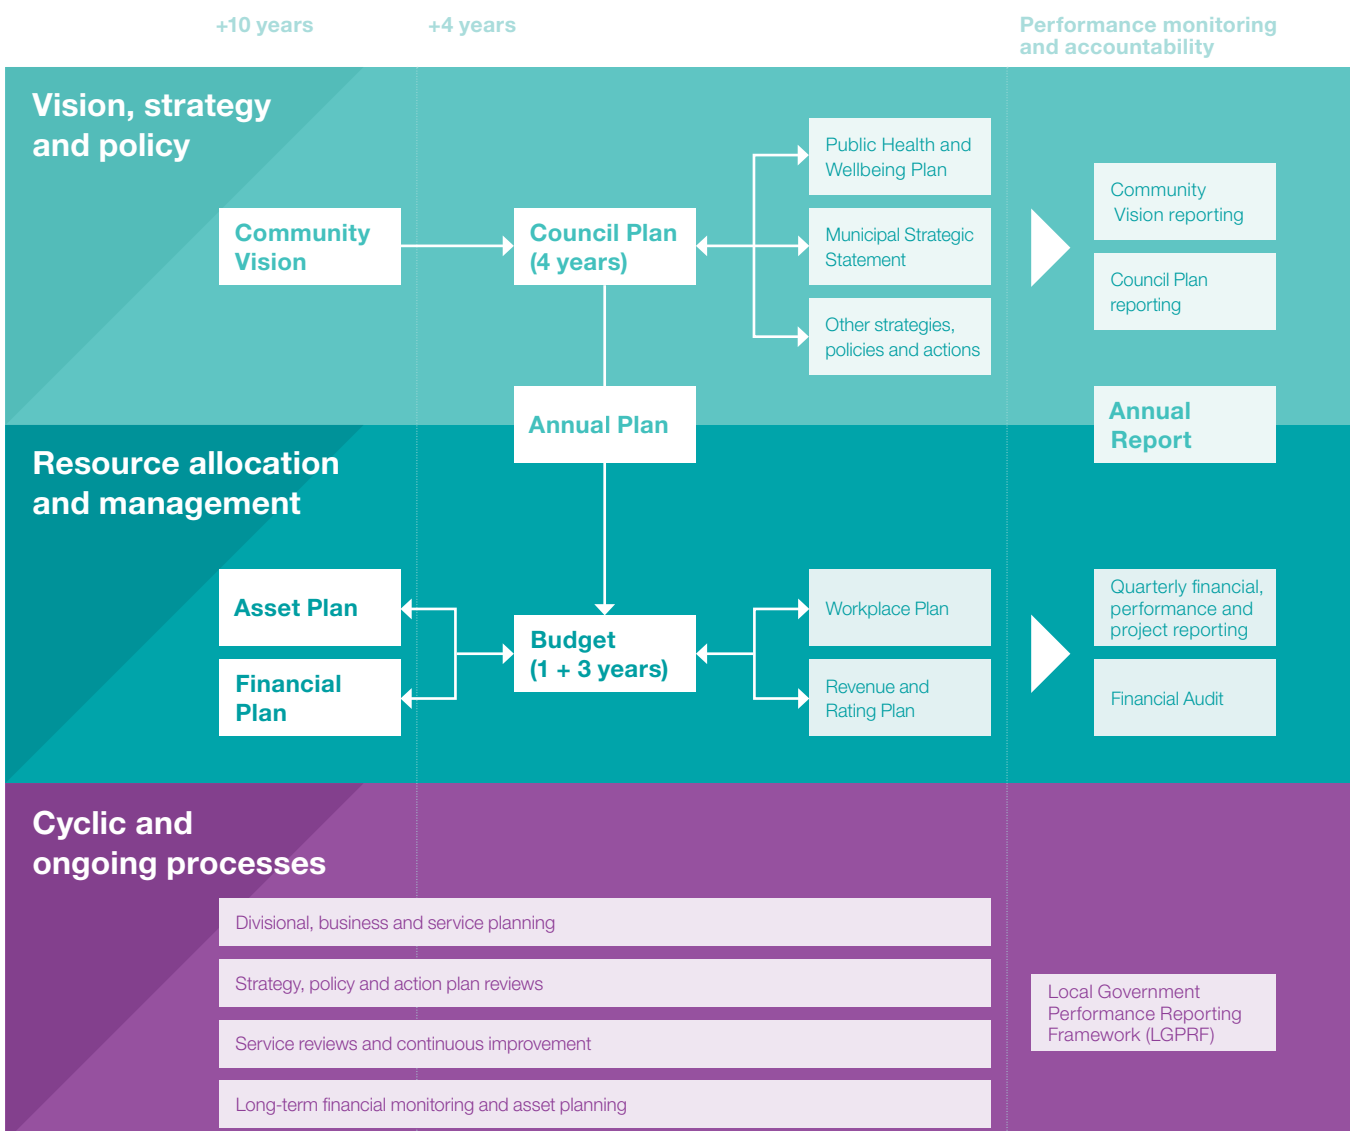 +10 years
+4 years
Performance monitoring
and accountability
Vision, strategy
and policy
Community
Vision
Council Plan
(4 years)
Public Health and
Wellbeing Plan
Municipal Strategic
Statement
Other strategies,
policies and actions
Community
Vision reporting
Council Plan
reporting
Annual Plan
Annual
Report
Resource allocation
and management
Asset Plan
Financial
Plan
Budget
(1 + 3 years)
Workplace Plan
Revenue and
Rating Plan
Quarterly financial,
performance and
project reporting
Financial Audit
Cyclic and
ongoing processes
Divisional, business and service planning
Strategy, policy and action plan reviews
Service reviews and continuous improvement
Long-term financial monitoring and asset planning
Local Government
Performance Reporting
Framework (LGPRF)